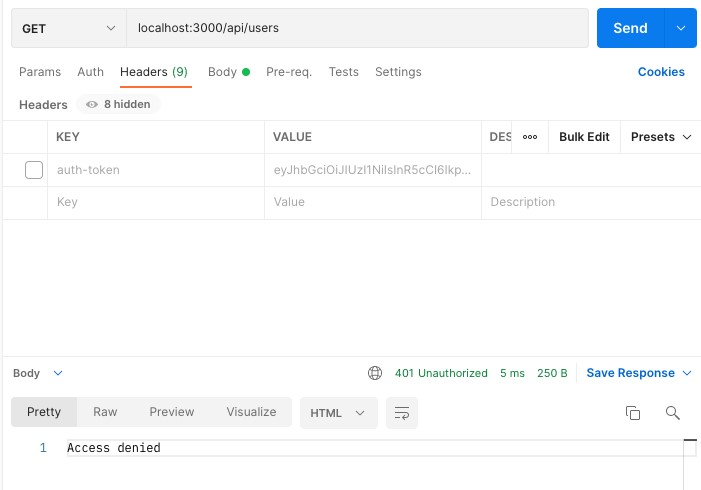 GET localhost:3000/api/users Send
Params Auth Headers (9) Body Pre-req. Tests Settings Cookies
Headers 8 hidden
KEY VALUE DES ooo Bulk Edit Presets
auth-token eyJhbGciOiJIUzI1NiIsInR5cCI6Ikp...
Key Value Description
Body 401 Unauthorized 5 ms 250 B Save Response
Pretty Raw Preview Visualize HTML
1 Access denied